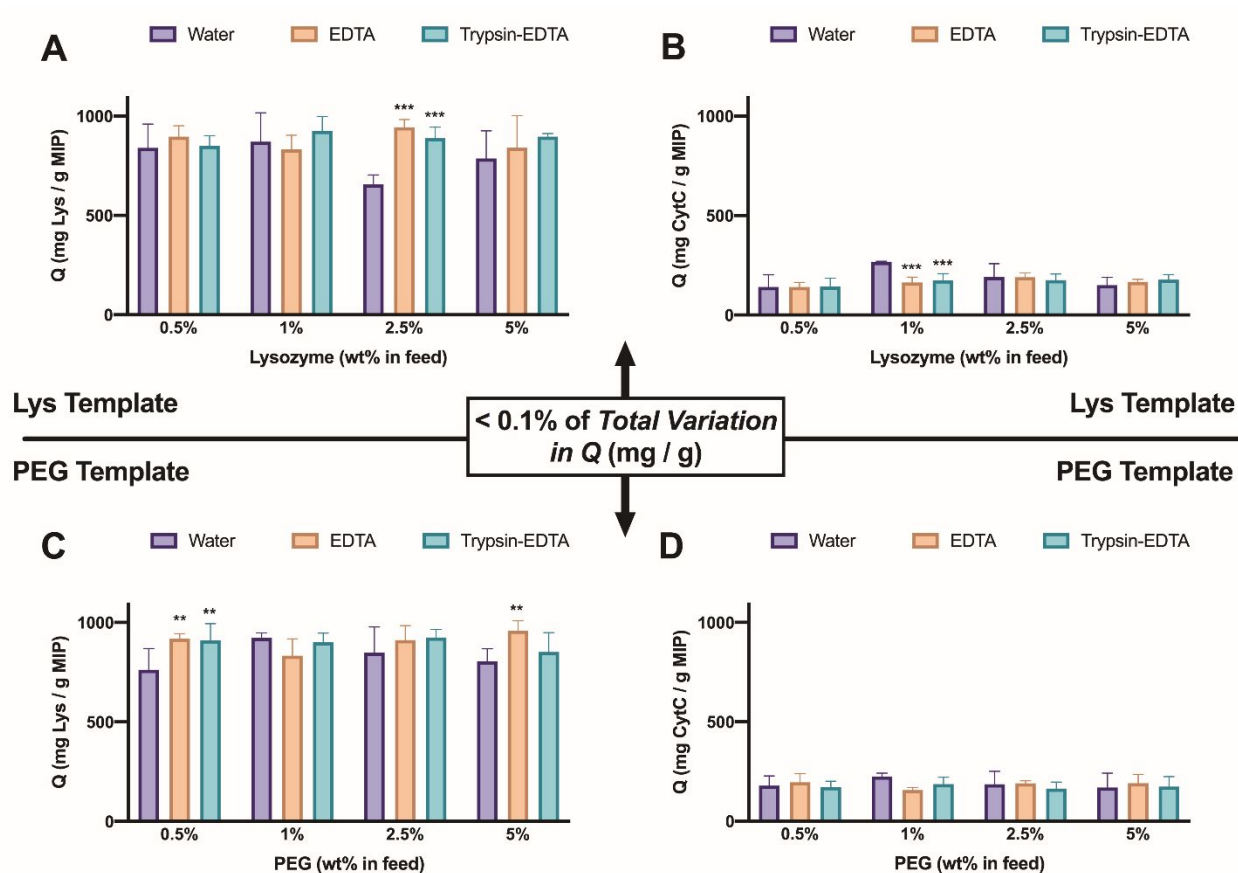 A
Water EDTA Trypsin-EDTA
Q (mg Lys / g MIP)
1000
500
0
*** ***
0.5% 1% 2.5% 5%
Lysozyme (wt% in feed)
B
Water EDTA Trypsin-EDTA
Q (mg CytC / g MIP)
1000
500
0
*** ***
0.5% 1% 2.5% 5%
Lysozyme (wt% in feed)
Lys Template
Lys Template
< 0.1% of Total Variation
in Q (mg / g)
PEG Template
PEG Template
C
Water EDTA Trypsin-EDTA
Q (mg Lys / g MIP)
1000
500
0
** ** **
0.5% 1% 2.5% 5%
PEG (wt% in feed)
D
Water EDTA Trypsin-EDTA
Q (mg CytC / g MIP)
1000
500
0
0.5% 1% 2.5% 5%
PEG (wt% in feed)